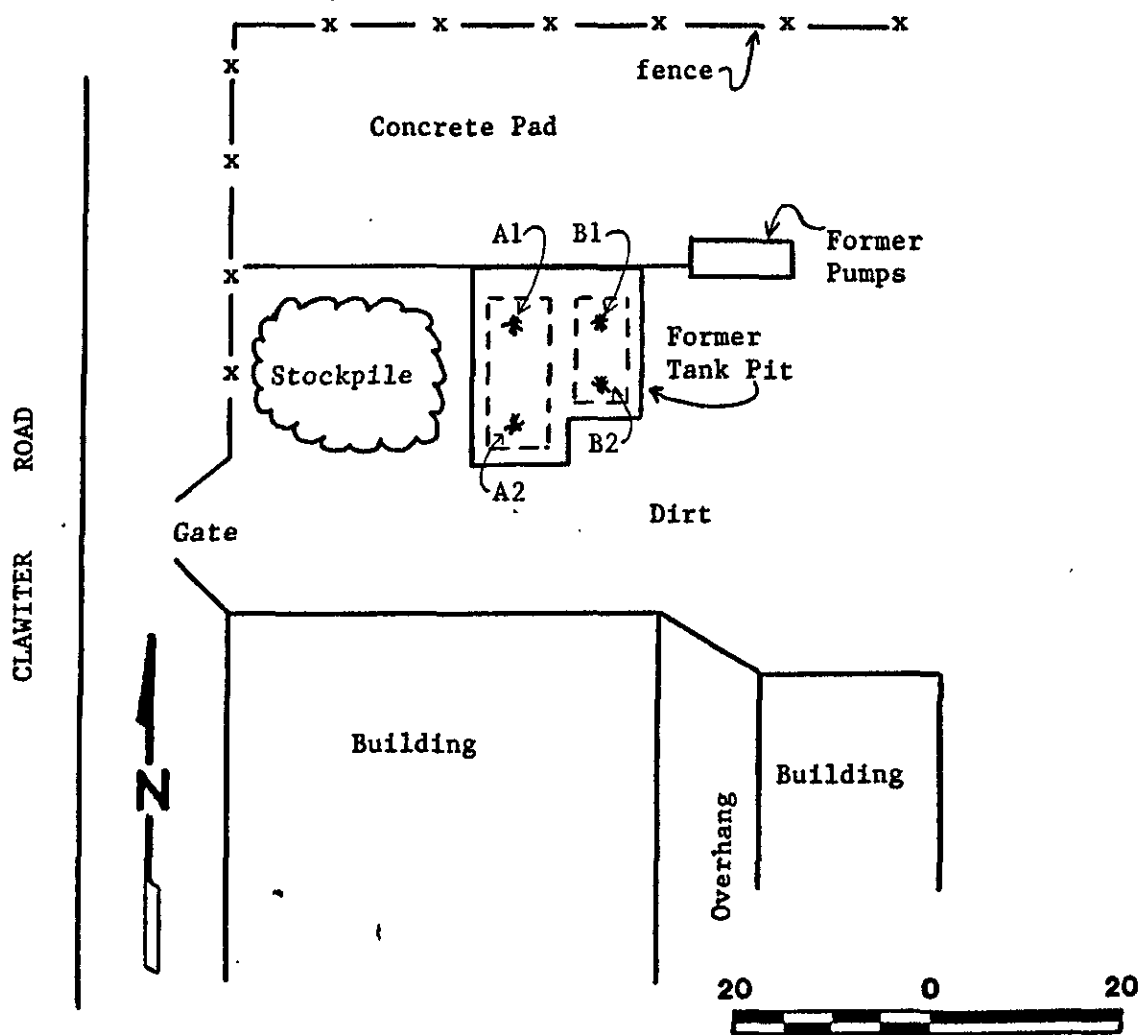 x x x x x x
fence
x
Concrete Pad
x
A1 B1
Former
Pumps
x
Former
Tank Pit
Stockpile
x
B2
A2
Dirt
Gate
CLAWITER ROAD
N
Building
Building
Overhang
20 0 20